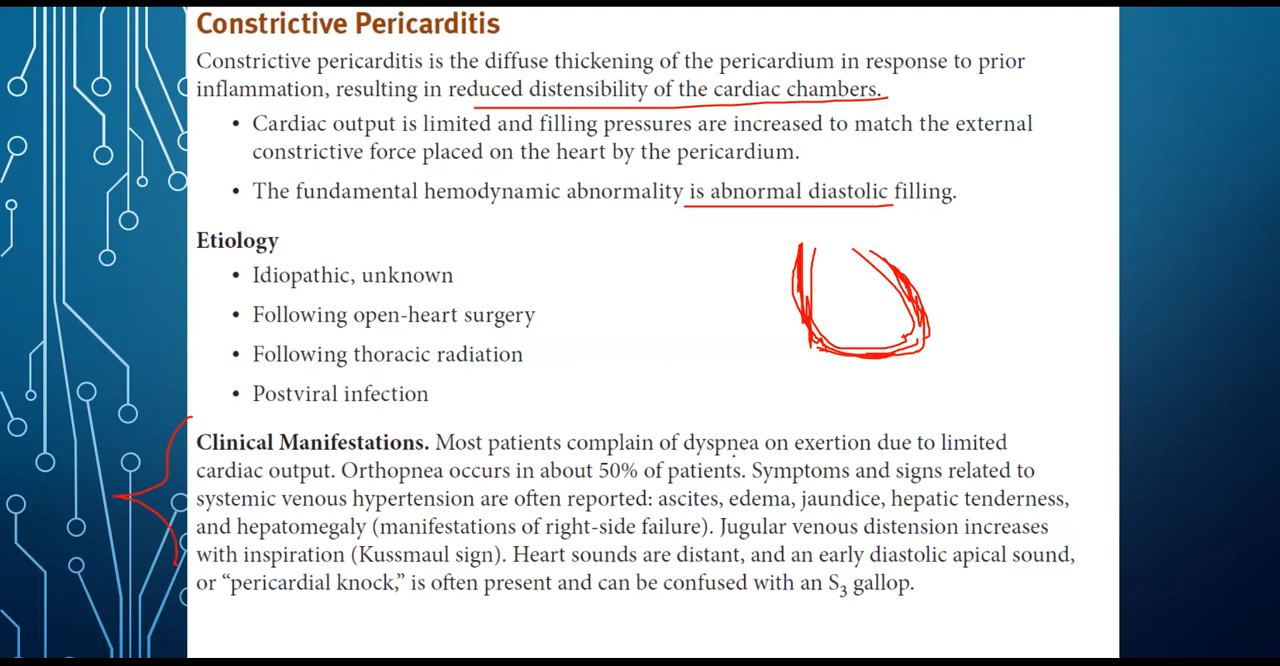 Constrictive Pericarditis
Constrictive pericarditis is the diffuse thickening of the pericardium in response to prior
inflammation, resulting in reduced distensibility of the cardiac chambers.
• Cardiac output is limited and filling pressures are increased to match the external
constrictive force placed on the heart by the pericardium.
• The fundamental hemodynamic abnormality is abnormal diastolic filling.
Etiology
• Idiopathic, unknown
• Following open-heart surgery
• Following thoracic radiation
• Postviral infection
Clinical Manifestations. Most patients complain of dyspnea on exertion due to limited
cardiac output. Orthopnea occurs in about 50% of patients. Symptoms and signs related to
systemic venous hypertension are often reported: ascites, edema, jaundice, hepatic tenderness,
and hepatomegaly (manifestations of right-side failure). Jugular venous distension increases
with inspiration (Kussmaul sign). Heart sounds are distant, and an early diastolic apical sound,
or “pericardial knock,” is often present and can be confused with an S3 gallop.